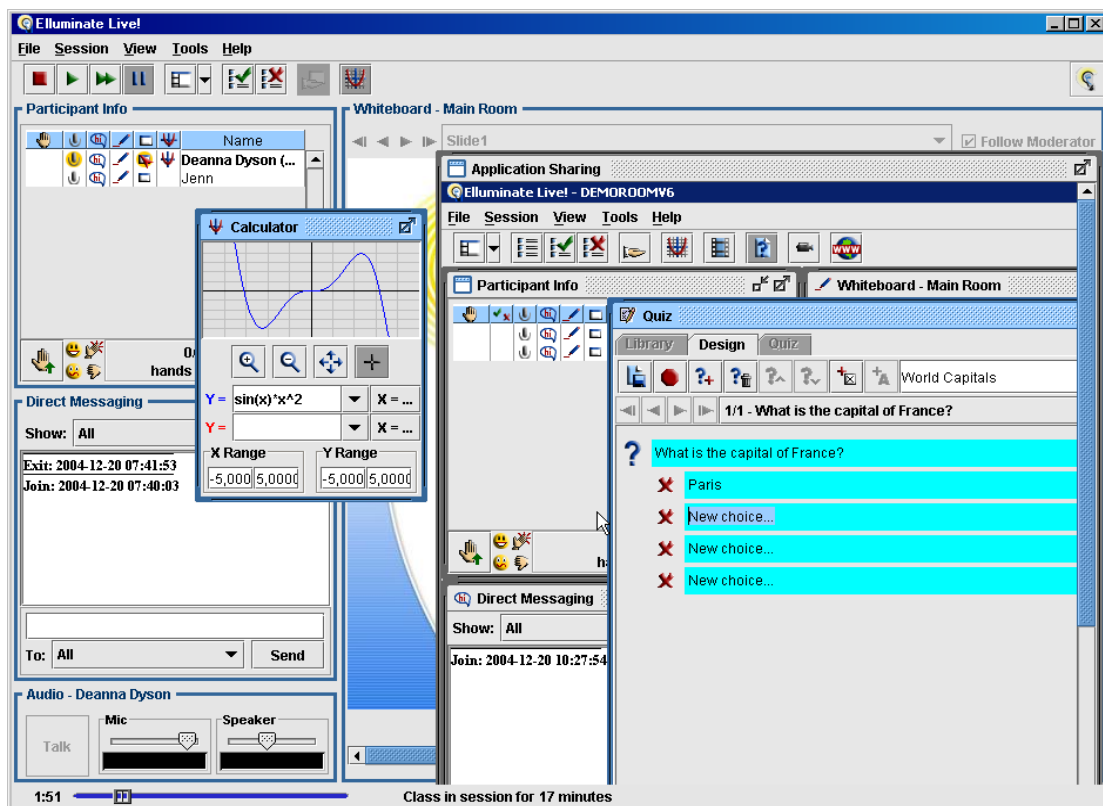 Elluminate Live!
File Session View Tools Help
Participant Info
Name
Deanna Dyson (...
Jenn
hands
Direct Messaging
Show: All
Exit: 2004-12-20 07:41:53
Join: 2004-12-20 07:40:03
To: All Send
Audio - Deanna Dyson
Talk
Mic
Speaker
1:51
Class in session for 17 minutes
Whiteboard - Main Room
Slide1
Follow Moderator
Calculator
Y = sin(x)*x^2 X = ...
Y = X = ...
X Range Y Range
-5,000 5,000 -5,000 5,000
Application Sharing
Elluminate Live! - DEMOROOMV6
File Session View Tools Help
www
Participant Info
Whiteboard - Main Room
Direct Messaging
Show: All
Join: 2004-12-20 10:27:54
Quiz
Library Design Quiz
World Capitals
1/1 - What is the capital of France?
What is the capital of France?
Paris
New choice...
New choice...
New choice...